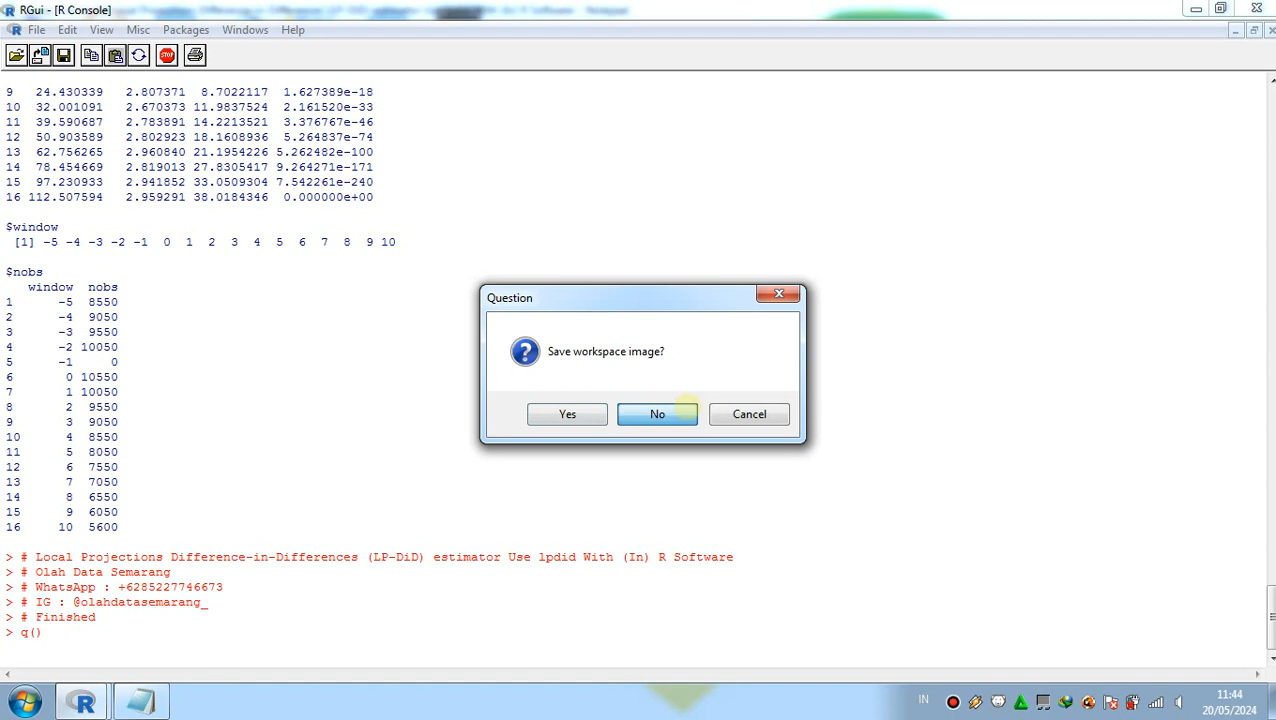 RGui - [R Console]
File Edit View Misc Packages Windows Help
STOP
9 24.430339 2.807371 8.7022117 1.627389e-18
10 32.001091 2.670373 11.9837524 2.161520e-33
11 39.590687 2.783891 14.2213521 3.376767e-46
12 50.903589 2.802923 18.1608936 5.264837e-74
13 62.756265 2.960840 21.1954226 5.262482e-100
14 78.454669 2.819013 27.8305417 9.264271e-171
15 97.230933 2.941852 33.0509304 7.542261e-240
16 112.507594 2.959291 38.0184346 0.000000e+00
$window
[1] -5 -4 -3 -2 -1 0 1 2 3 4 5 6 7 8 9 10
$nobs
window nobs
1 -5 8550
2 -4 9050
3 -3 9550
4 -2 10050
5 -1 0
6 0 10550
7 1 10050
8 2 9550
9 3 9050
10 4 8550
11 5 8050
12 6 7550
13 7 7050
14 8 6550
15 9 6050
16 10 5600
> # Local Projections Difference-in-Differences (LP-DiD) estimator Use lpdid With (In) R Software
> # Olah Data Semarang
> # WhatsApp : +6285227746673
> # IG : @olahdatasemarang_
> # Finished
> q()
Question
Save workspace image?
Yes No Cancel
IN
11:44
20/05/2024